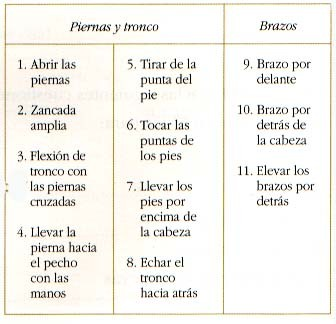 Piernas y tronco
Brazos
1. Abrir las
piernas
2. Zancada
amplia
3. Flexión de
tronco con
las piernas
cruzadas
4. Llevar la
pierna hacia
el pecho
con las
manos
5. Tirar de la
punta del
pie
6. Tocar las
puntas de
los pies
7. Llevar los
pies por
encima de
la cabeza
8. Echar el
tronco
hacia atrás
9. Brazo por
delante
10. Brazo por
detrás de
la cabeza
11. Elevar los
brazos por
detrás